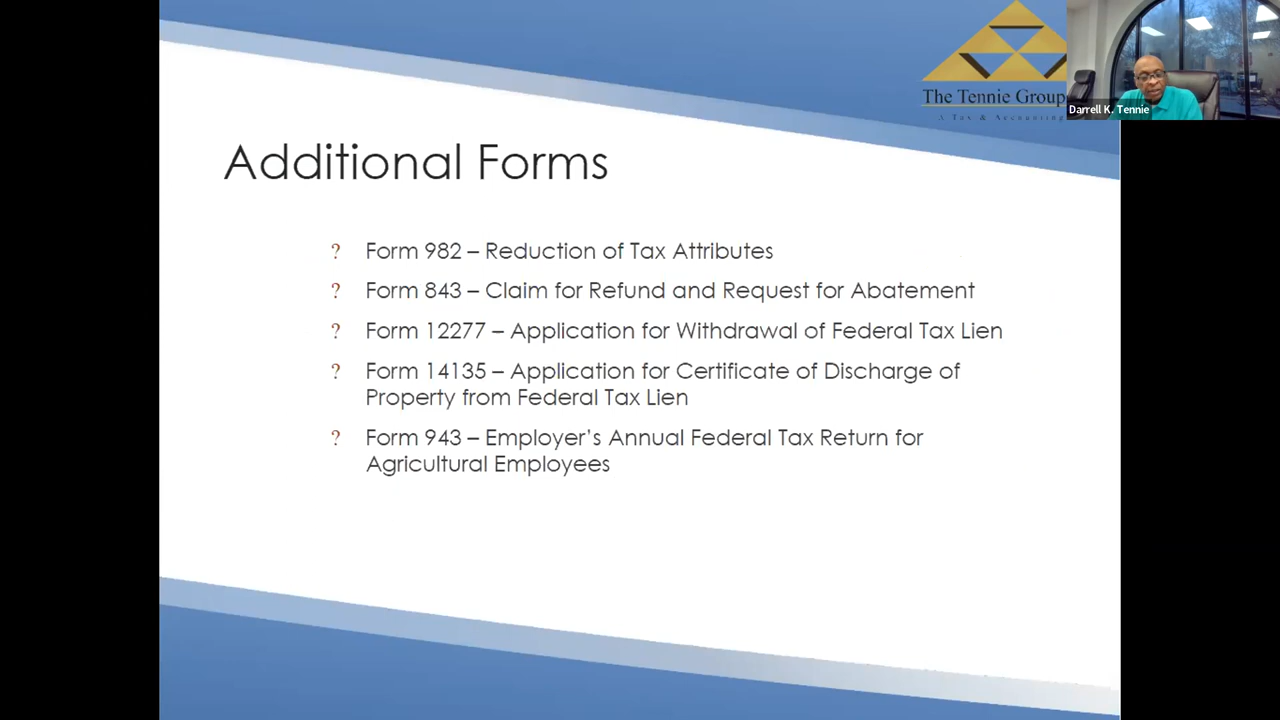 The Tennie Group
A Tax & Accounting
Darrell K. Tennie
Additional Forms
? Form 982 – Reduction of Tax Attributes
? Form 843 – Claim for Refund and Request for Abatement
? Form 12277 – Application for Withdrawal of Federal Tax Lien
? Form 14135 – Application for Certificate of Discharge of
Property from Federal Tax Lien
? Form 943 – Employer’s Annual Federal Tax Return for
Agricultural Employees